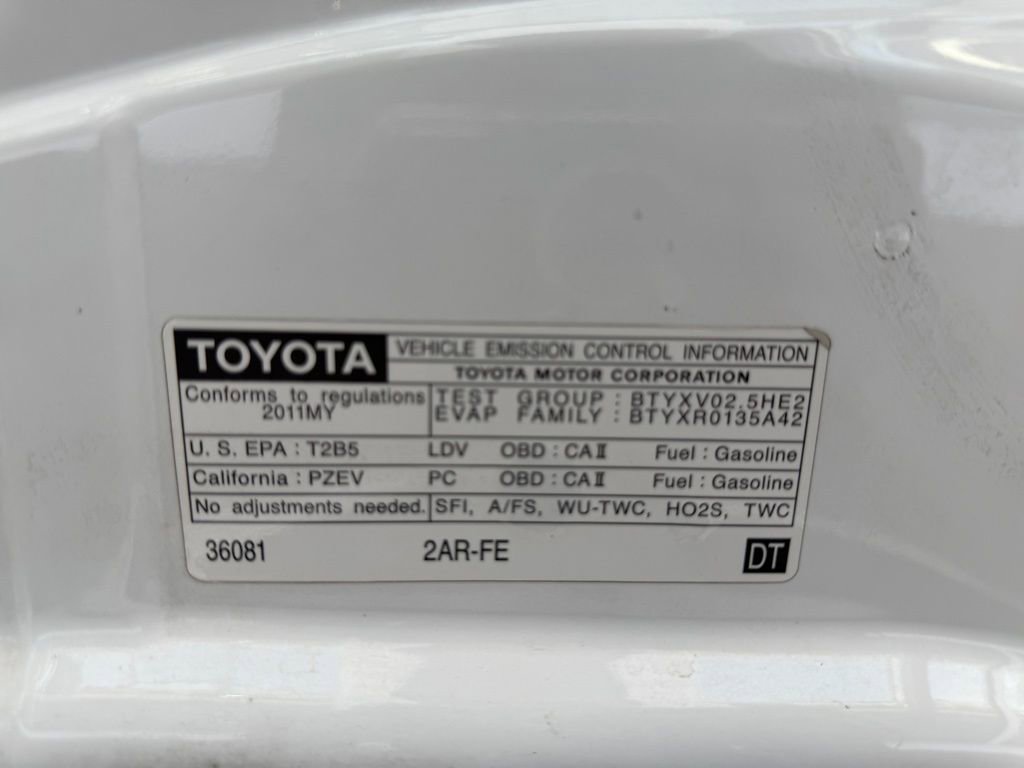 TOYOTA VEHICLE EMISSION CONTROL INFORMATION
TOYOTA MOTOR CORPORATION
Conforms to regulations TEST GROUP : BTYXV02.5HE2
2011MY EVAP FAMILY : BTYXR0135A42
U. S. EPA : T2B5 LDV OBD : CAⅡ Fuel : Gasoline
California : PZEV PC OBD : CAⅡ Fuel : Gasoline
No adjustments needed. SFI, A/FS, WU-TWC, HO2S, TWC
36081 2AR-FE DT